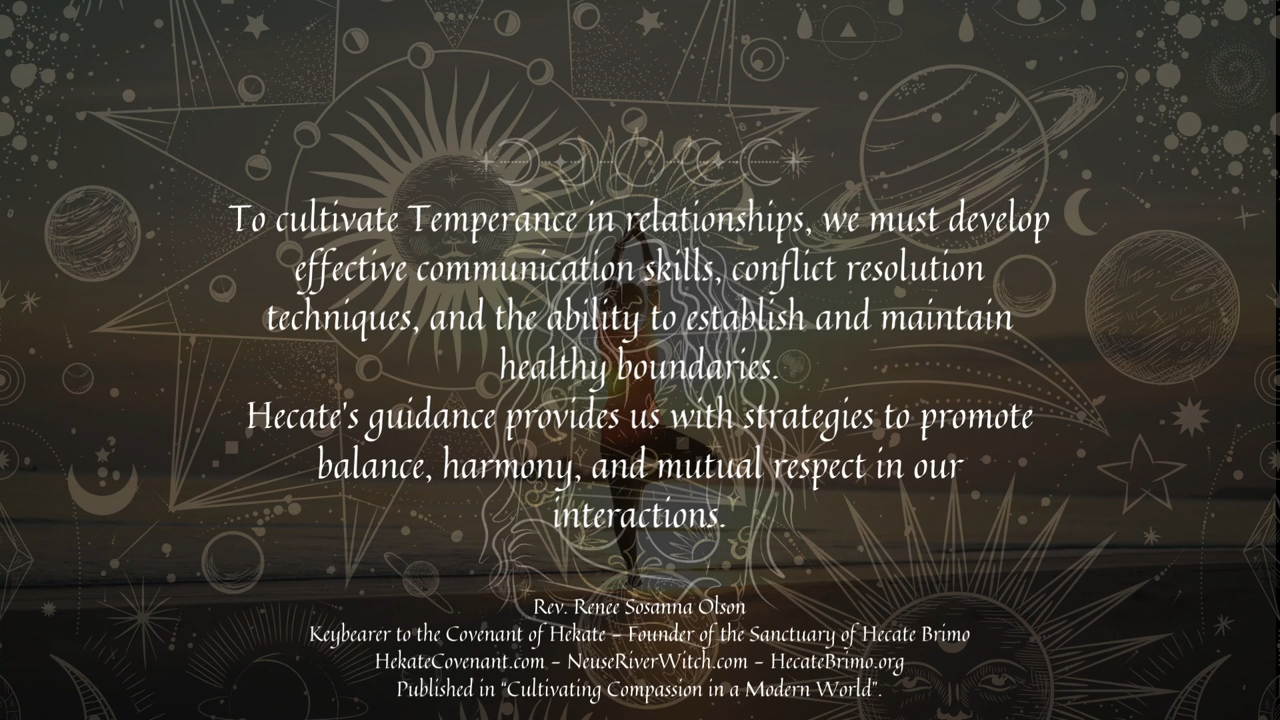 To cultivate Temperance in relationships, we must develop
effective communication skills, conflict resolution
techniques, and the ability to establish and maintain
healthy boundaries.
Hecate's guidance provides us with strategies to promote
balance, harmony, and mutual respect in our
interactions.
Rev. Renee Sosanna Olson
Keybearer to the Covenant of Hekate – Founder of the Sanctuary of Hecate Brimo
HekateCovenant.com – NeuseRiverWitch.com – HecateBrimo.org
Published in "Cultivating Compassion in a Modern World".